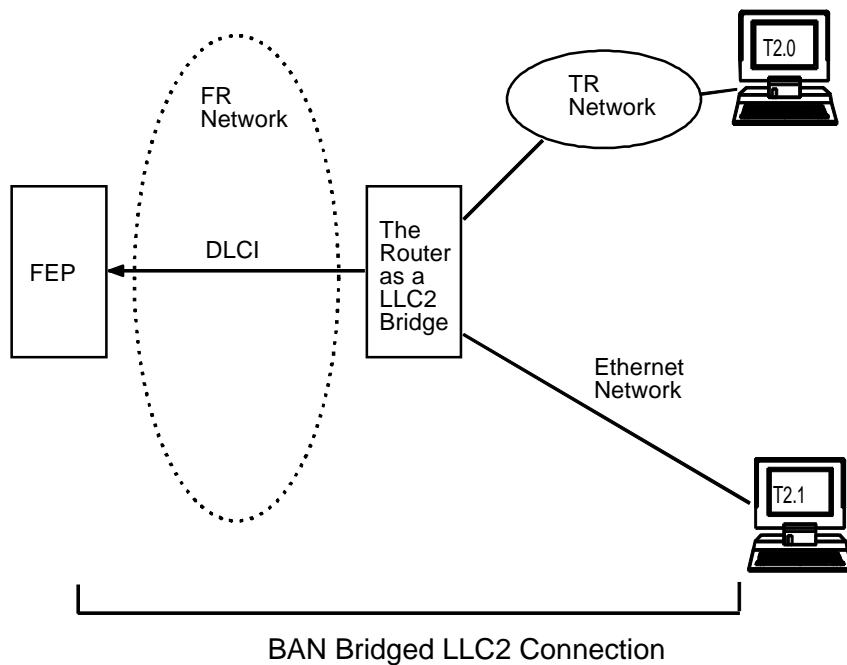 T2.0
FR
Network
TR
Network
The
Router
as a
LLC2
Bridge
DLCI
FEP
Ethernet
Network
T2.1
BAN Bridged LLC2 Connection